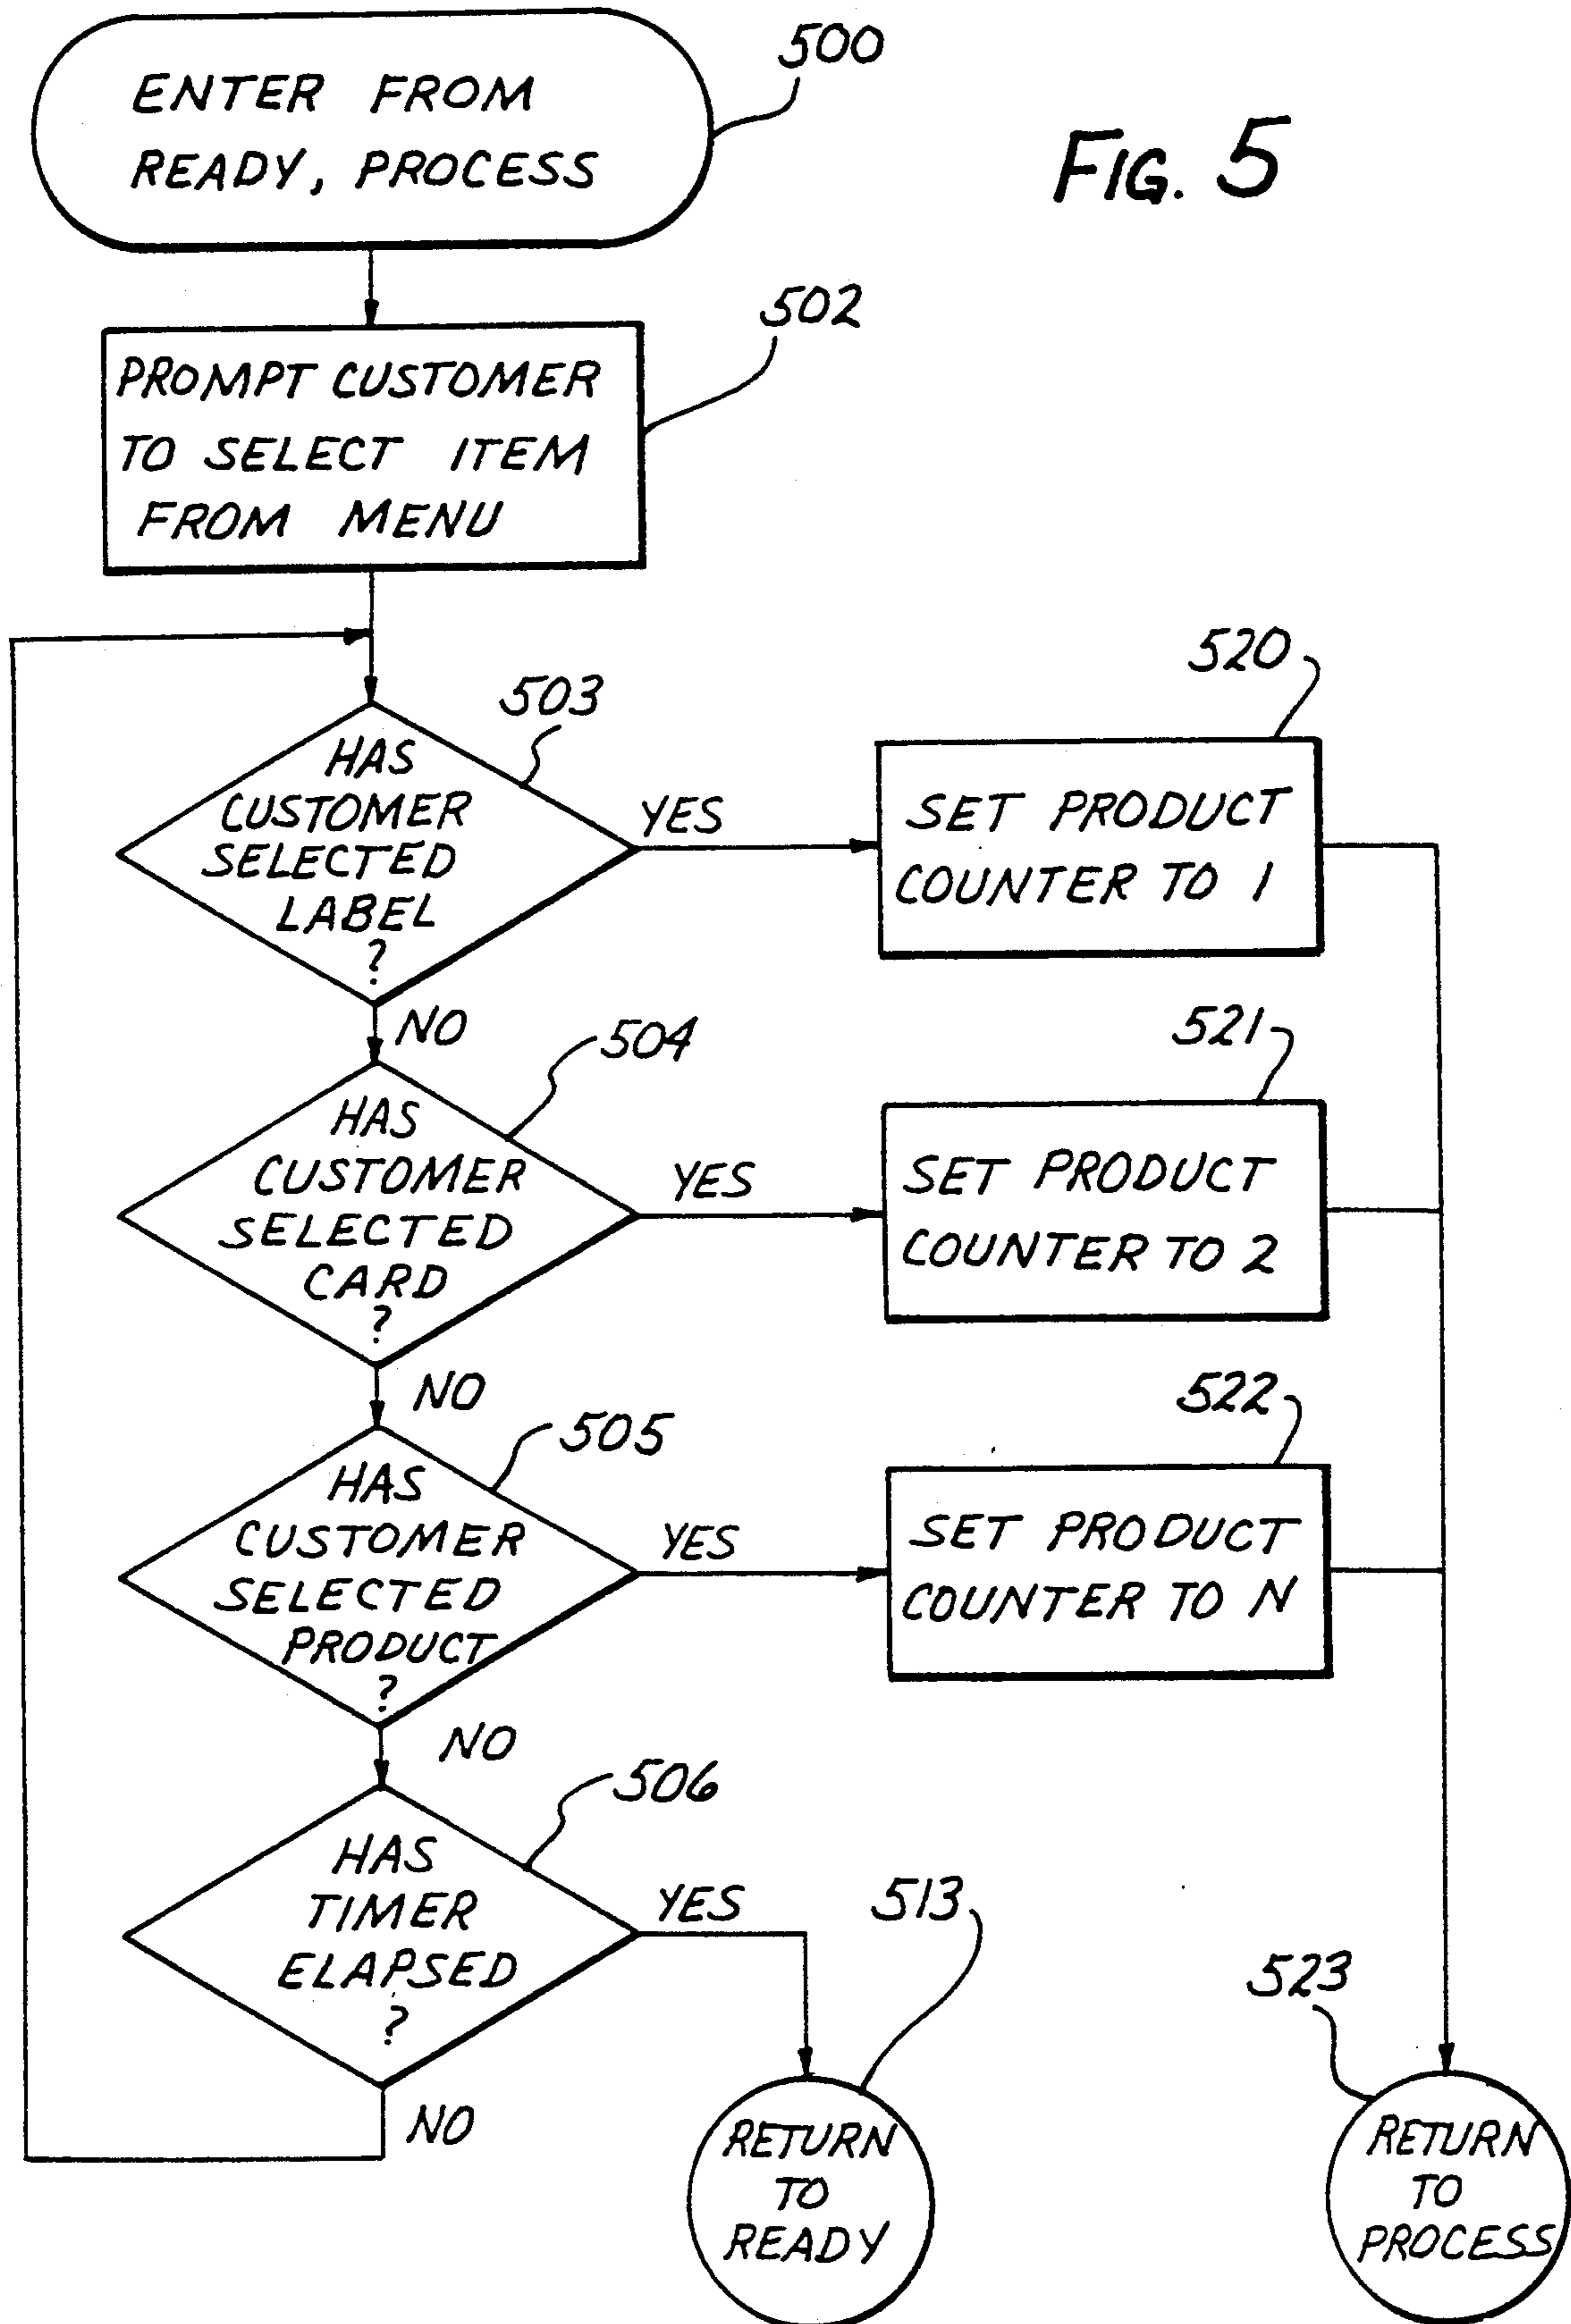 500
ENTER FROM
READY, PROCESS
FIG. 5
502
PROMPT CUSTOMER
TO SELECT ITEM
FROM MENU
503
HAS
CUSTOMER
SELECTED
LABEL
?
YES
520
SET PRODUCT
COUNTER TO 1
NO
504
HAS
CUSTOMER
SELECTED
CARD
?
YES
521
SET PRODUCT
COUNTER TO 2
NO
505
HAS
CUSTOMER
SELECTED
PRODUCT
?
YES
522
SET PRODUCT
COUNTER TO N
NO
506
HAS
TIMER
ELAPSED
?
YES
NO
513
RETURN
TO
READY
523
RETURN
TO
PROCESS